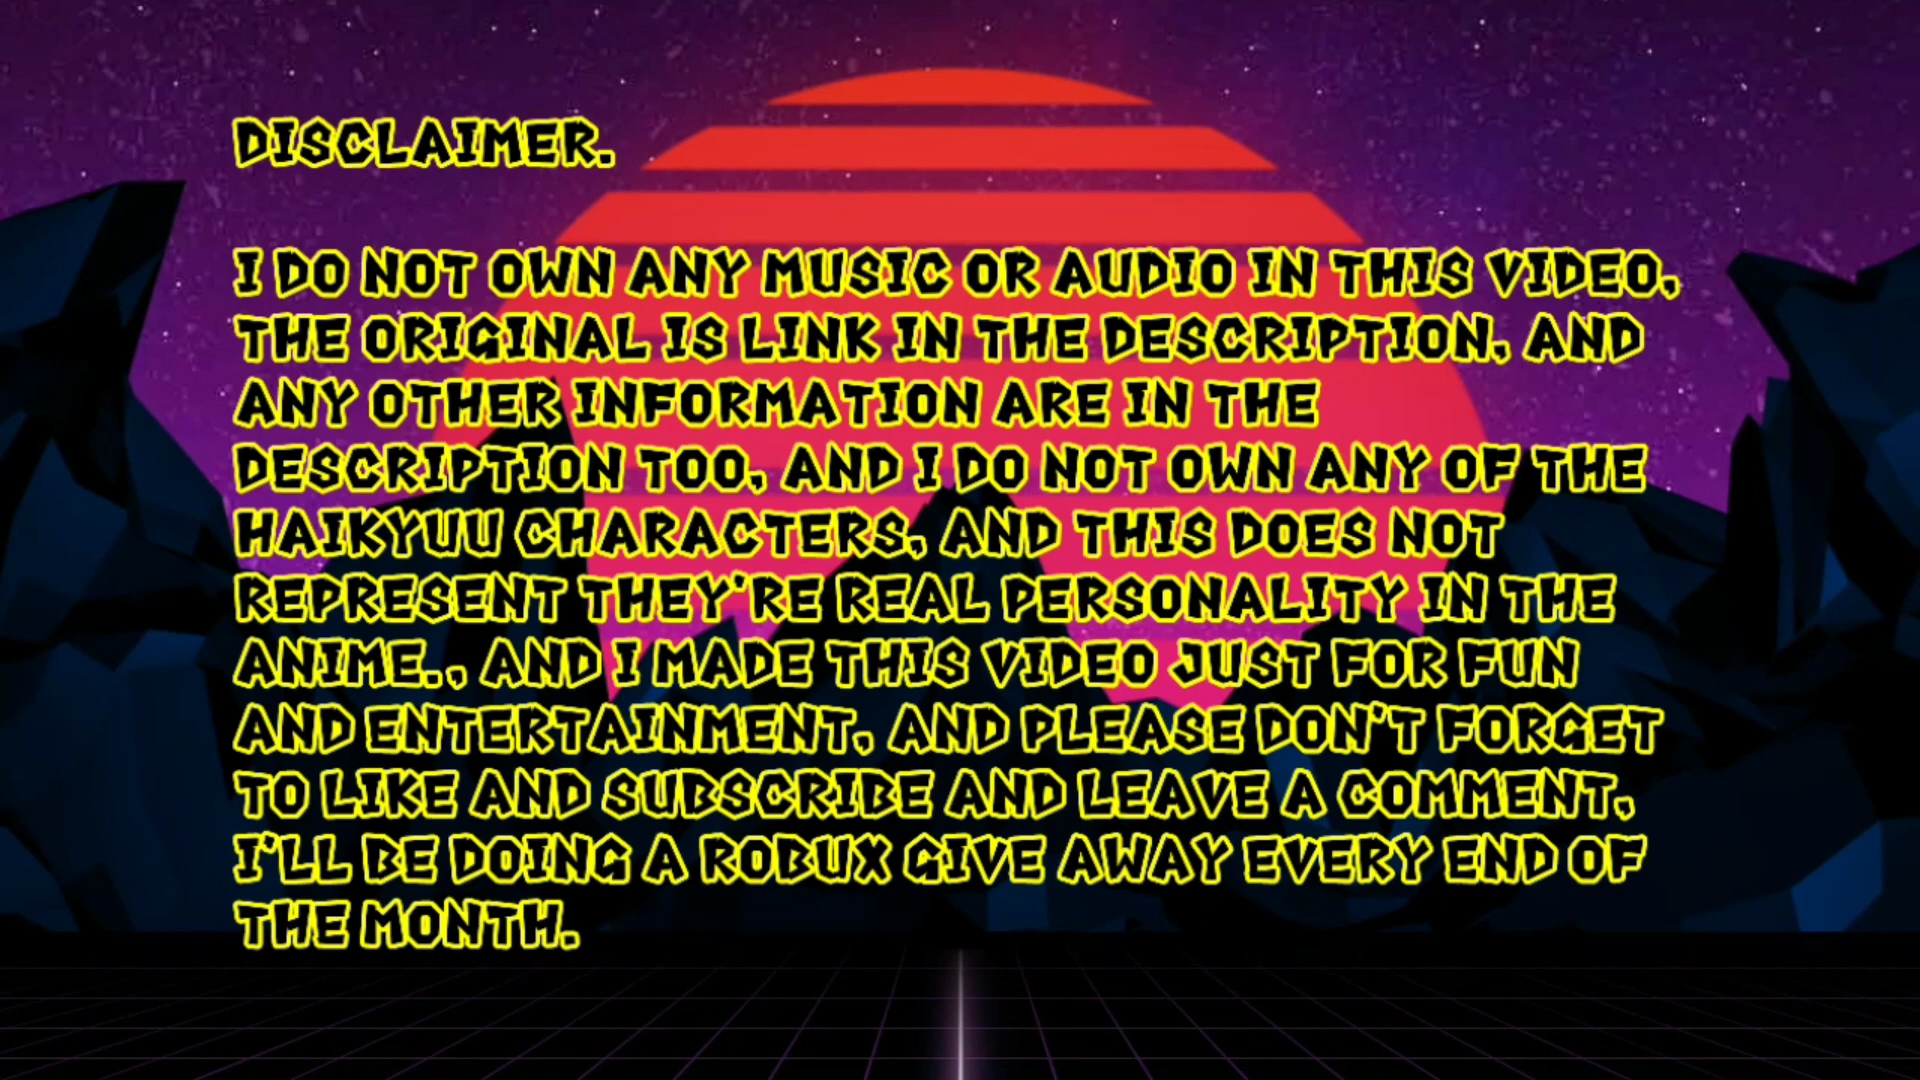 DISCLAIMER.
I DO NOT OWN ANY MUSIC OR AUDIO IN THIS VIDEO,
THE ORIGINAL IS LINK IN THE DESCRIPTION, AND
ANY OTHER INFORMATION ARE IN THE
DESCRIPTION TOO, AND I DO NOT OWN ANY OF THE
HAIKYUU CHARACTERS, AND THIS DOES NOT
REPRESENT THEY'RE REAL PERSONALITY IN THE
ANIME., AND I MADE THIS VIDEO JUST FOR FUN
AND ENTERTAINMENT, AND PLEASE DON'T FORGET
TO LIKE AND SUBSCRIBE AND LEAVE A COMMENT,
I'LL BE DOING A ROBUX GIVE AWAY EVERY END OF
THE MONTH.